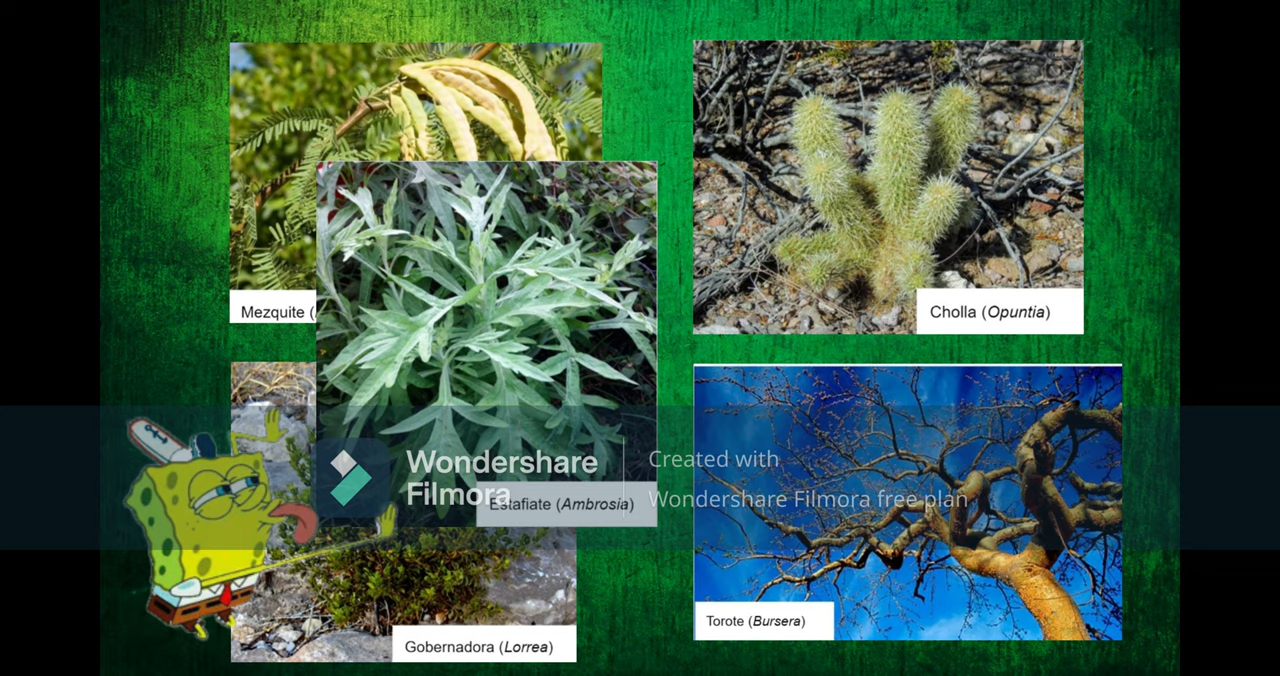 Mezquite (
Cholla (Opuntia)
Wondershare
Filmora
Created with
Wondershare Filmora free plan
Estafiate (Ambrosia)
Torote (Bursera)
Gobernadora (Lorrea)